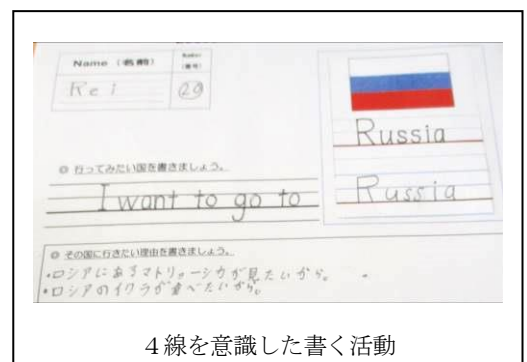 Name （名前）
（番号）
Kei
29
Russia
◎ 行ってみたい国を書きましょう。
I want to go to
Russia
◎ その国に行きたい理由を書きましょう。
・ロシアにあるマトリョーシカが見たいから。
・ロシアのイクラが食べたいから。
4線を意識した書く活動